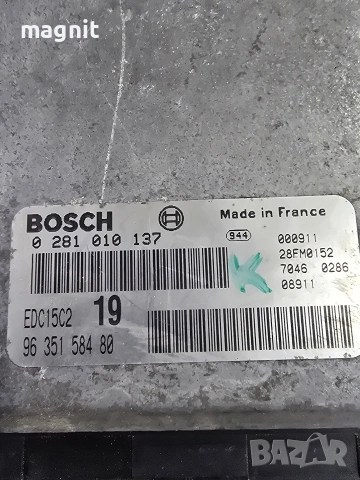 magnit
BOSCH Made in France
0 281 010 137 944 000911
28FM0152
K 7046 0286
08911
EDC15C2 19
96 351 584 80
BAZAR